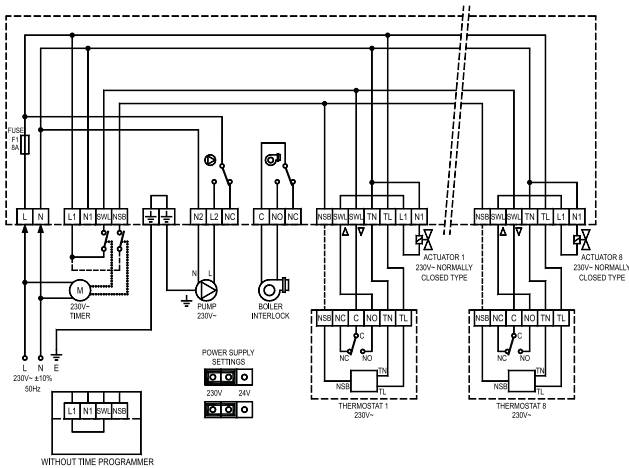 FUSE
F1
8A
L N L1 N1 SWL NSB N2 L2 NC C NO NC NSB SWL SWL TN TL L1 N1 NSB SWL SWL TN TL L1 N1
ACTUATOR 1
230V~ NORMALLY
CLOSED TYPE
ACTUATOR 8
230V~ NORMALLY
CLOSED TYPE
M
230V~
TIMER
N L
PUMP
230V~
BOILER
INTERLOCK
NSB NC C NO TN TL
C
NC NO
TN
NSB
TL
THERMOSTAT 1
230V~
NSB NC C NO TN TL
C
NC NO
TN
NSB
TL
THERMOSTAT 8
230V~
L N E
230V~ ±10%
50Hz
POWER SUPPLY
SETTINGS
230V 24V
L1 N1 SWL NSB
WITHOUT TIME PROGRAMMER